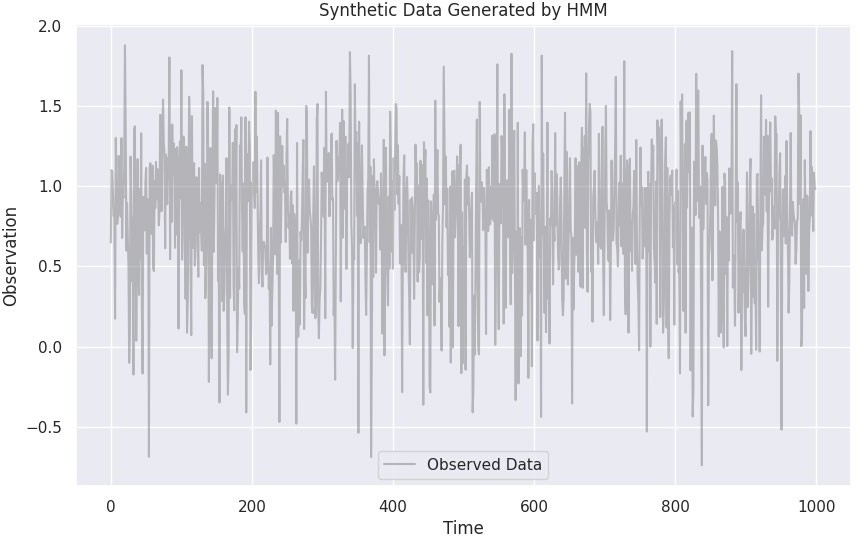 Synthetic Data Generated by HMM
2.0
1.5
1.0
0.5
0.0
−0.5
Observation
Observed Data
0 200 400 600 800 1000
Time